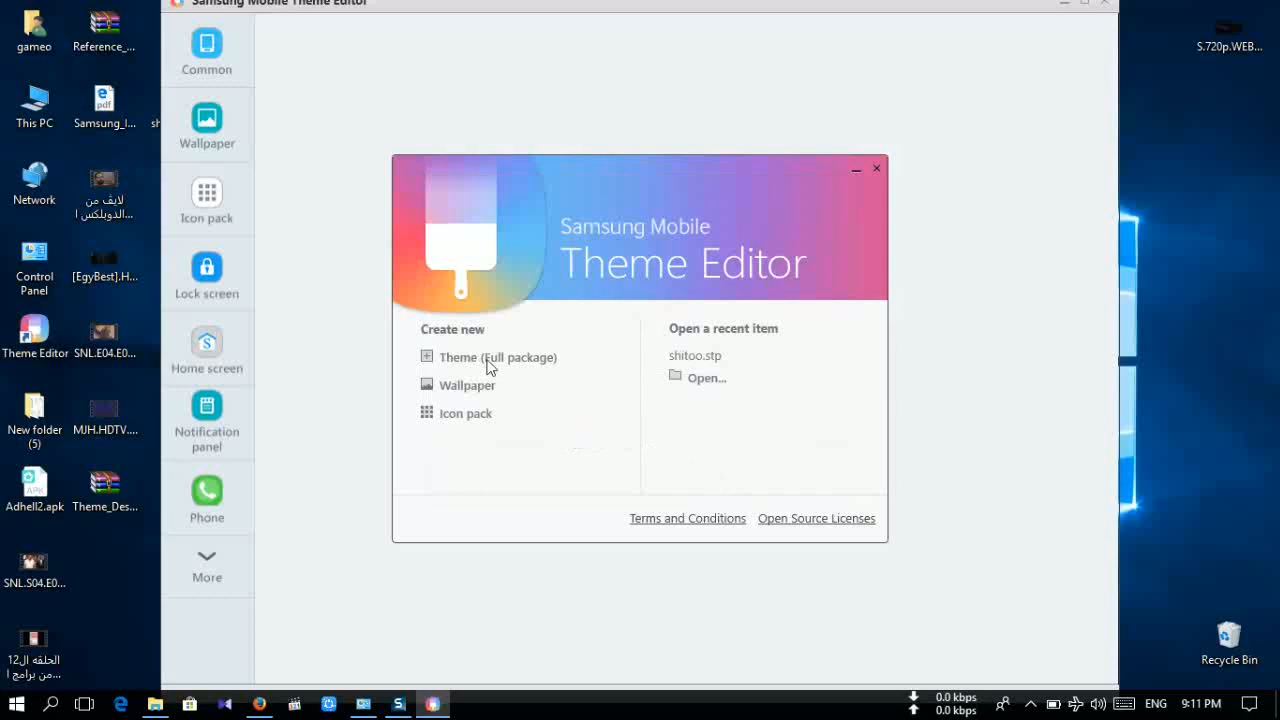 Samsung Mobile Theme Editor
gameo
Reference_...
This PC
Samsung_I...
sh
Network
لايف من
الدوبلكس ا...
Control
Panel
[EgyBest].H...
Theme Editor
SNL.E04.E0...
New folder
(5)
MJH.HDTV....
Adhell2.apk
Theme_Des...
SNL.S04.E0...
الحلقه ال12
من برامج ا...
Common
Wallpaper
Icon pack
Lock screen
Home screen
Notification
panel
Phone
More
Samsung Mobile
Theme Editor
Create new
Theme (Full package)
Wallpaper
Icon pack
Open a recent item
shitoo.stp
Open...
Terms and Conditions
Open Source Licenses
S.720p.WEB...
Recycle Bin
0.0 kbps
0.0 kbps
ENG
9:11 PM